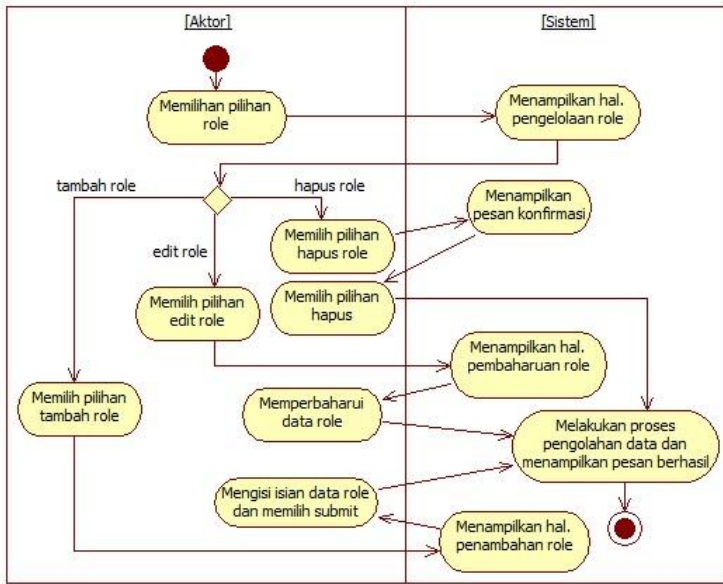 [Aktor]
[Sistem]
Memilihan pilihan
role
Menampilkan hal.
pengelolaan role
tambah role
hapus role
edit role
Memilih pilihan
hapus role
Menampilkan
pesan konfirmasi
Memilih pilihan
hapus
Memilih pilihan
edit role
Menampilkan hal.
pembaharuan role
Memilih pilihan
tambah role
Memperbaharui
data role
Melakukan proses
pengolahan data dan
menampilkan pesan berhasil
Mengisi isian data role
dan memilih submit
Menampilkan hal.
penambahan role